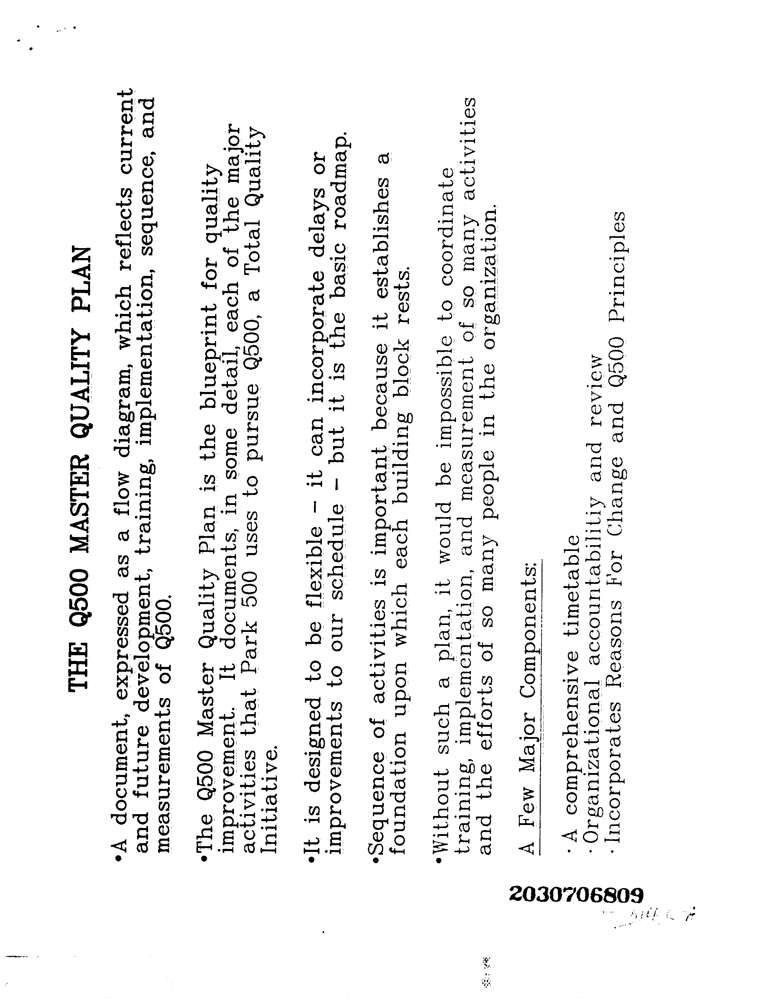 THE Q500 MASTER QUALITY PLAN
•A document, expressed as a flow diagram, which reflects current
and future development, training, implementation, sequence, and
measurements of Q500.
•The Q500 Master Quality Plan is the blueprint for quality
improvement. It documents, in some detail, each of the major
activities that Park 500 uses to pursue Q500, a Total Quality
Initiative.
•It is designed to be flexible – it can incorporate delays or
improvements to our schedule – but it is the basic roadmap.
•Sequence of activities is important because it establishes a
foundation upon which each building block rests.
•Without such a plan, it would be impossible to coordinate
training, implementation, and measurement of so many activities
and the efforts of so many people in the organization.
A Few Major Components:
· A comprehensive timetable
· Organizational accountabilitiy and review
· Incorporates Reasons For Change and Q500 Principles
2030706809